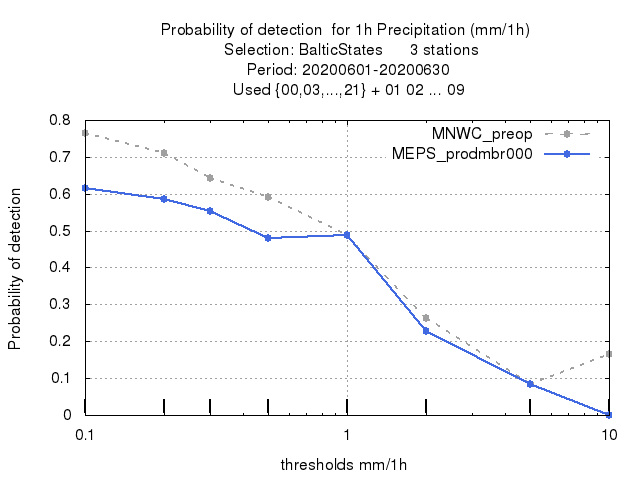 Probability of detection  for 1h Precipitation (mm/1h)
Selection: BalticStates      3 stations
Period: 20200601-20200630
Used {00,03,...,21} + 01 02 ... 09
MNWC_preop
MEPS_prodmbr000
Probability of detection
0.8
0.7
0.6
0.5
0.4
0.3
0.2
0.1
0
0.1 1 10
thresholds mm/1h